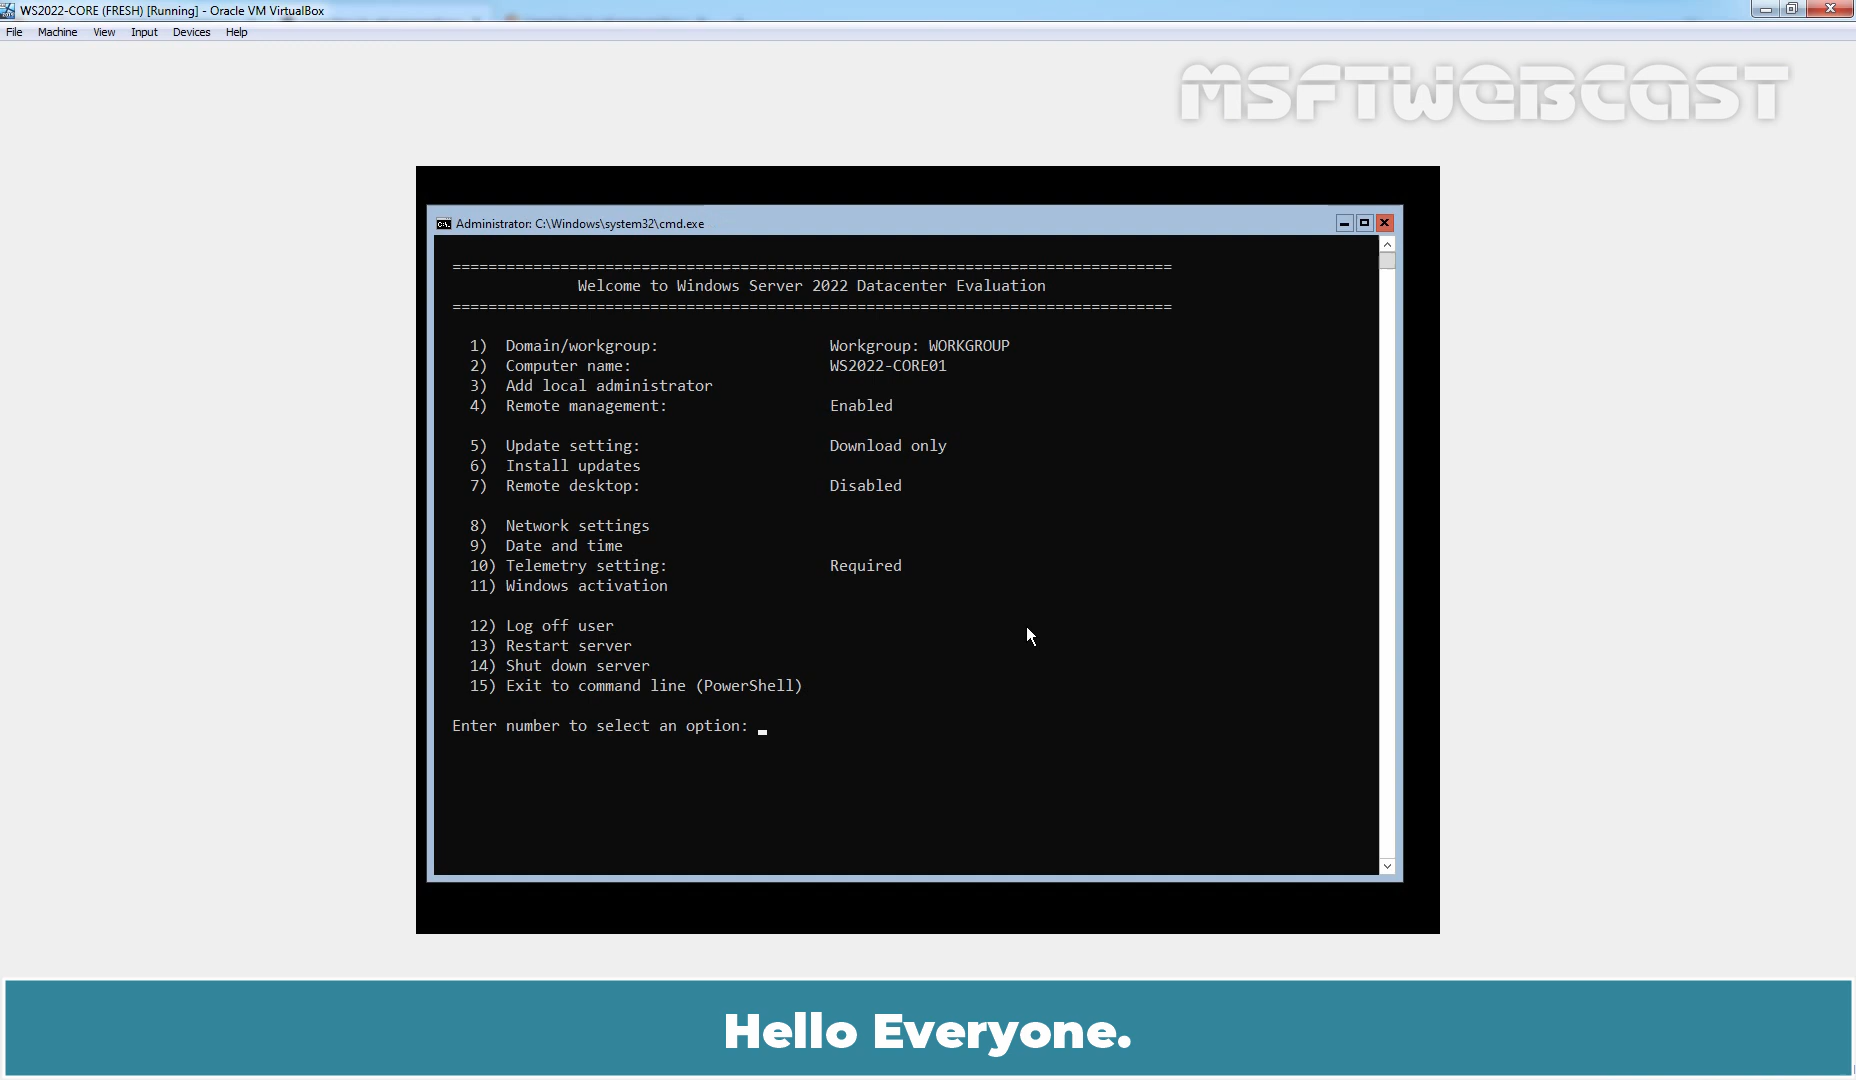 WS2022-CORE (FRESH) [Running] - Oracle VM VirtualBox
File Machine View Input Devices Help
MSFTWEBCAST
Administrator: C:\Windows\system32\cmd.exe
================================================================================
Welcome to Windows Server 2022 Datacenter Evaluation
================================================================================
1) Domain/workgroup: Workgroup: WORKGROUP
2) Computer name: WS2022-CORE01
3) Add local administrator
4) Remote management: Enabled
5) Update setting: Download only
6) Install updates
7) Remote desktop: Disabled
8) Network settings
9) Date and time
10) Telemetry setting: Required
11) Windows activation
12) Log off user
13) Restart server
14) Shut down server
15) Exit to command line (PowerShell)
Enter number to select an option:
Hello Everyone.